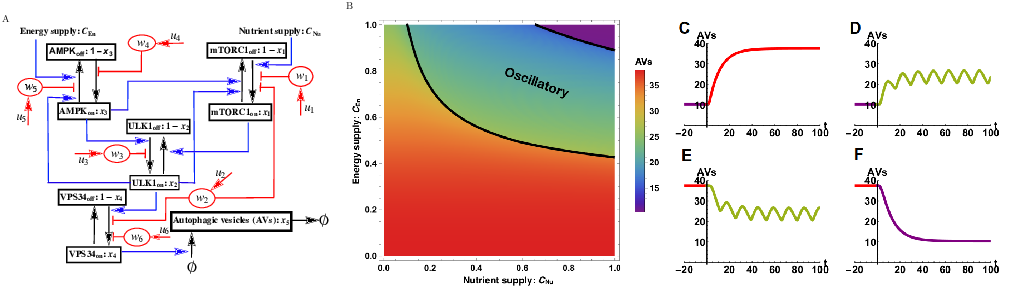 A
Energy supply: C_En
Nutrient supply: C_Nu
AMPK_off: 1−x_3
w_4
u_4
mTORC1_off: 1−x_1
w_5
w_1
u_5
AMPK_on: x_3
mTORC1_on: x_1
u_1
ULK1_off: 1−x_2
u_3
w_3
ULK1_on: x_2
u_2
VPS34_off: 1−x_4
w_2
Autophagic vesicles (AVs): x_5
ϕ
w_6
u_6
VPS34_on: x_4
ϕ
B
1.0
0.8
0.6
0.4
0.2
0.0
Energy supply: C_En
Oscillatory
0.0 0.2 0.4 0.6 0.8 1.0
Nutrient supply: C_Nu
AVs
35
30
25
20
15
C
AVs
40
30
20
10
−20 0 20 40 60 80 100
t
D
AVs
40
30
20
10
−20 0 20 40 60 80 100
t
E
AVs
40
30
20
10
−20 0 20 40 60 80 100
t
F
AVs
40
30
20
10
−20 0 20 40 60 80 100
t